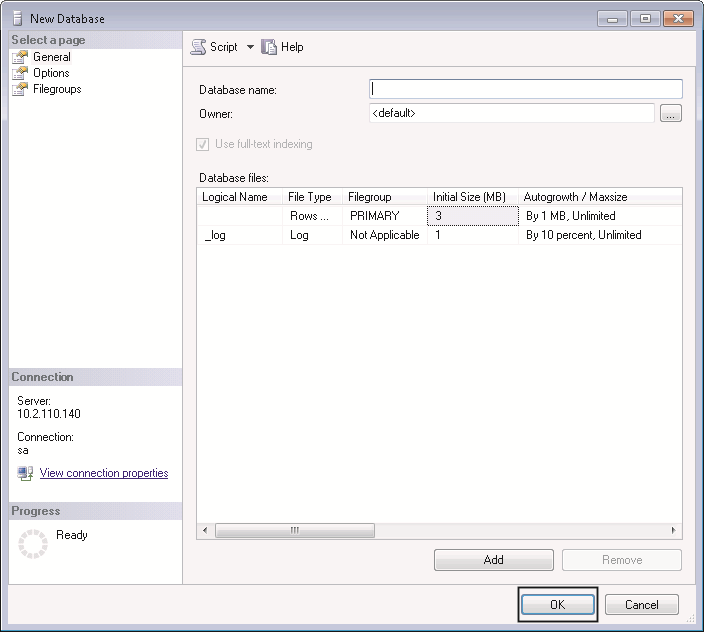 New Database
Select a page
General
Options
Filegroups
Script Help
Database name:
Owner: <default> ...
Use full-text indexing
Database files:
Logical Name File Type Filegroup Initial Size (MB) Autogrowth / Maxsize
Rows ... PRIMARY 3 By 1 MB, Unlimited
_log Log Not Applicable 1 By 10 percent, Unlimited
Connection
Server:
10.2.110.140
Connection:
sa
View connection properties
Progress
Ready
Add Remove
OK Cancel